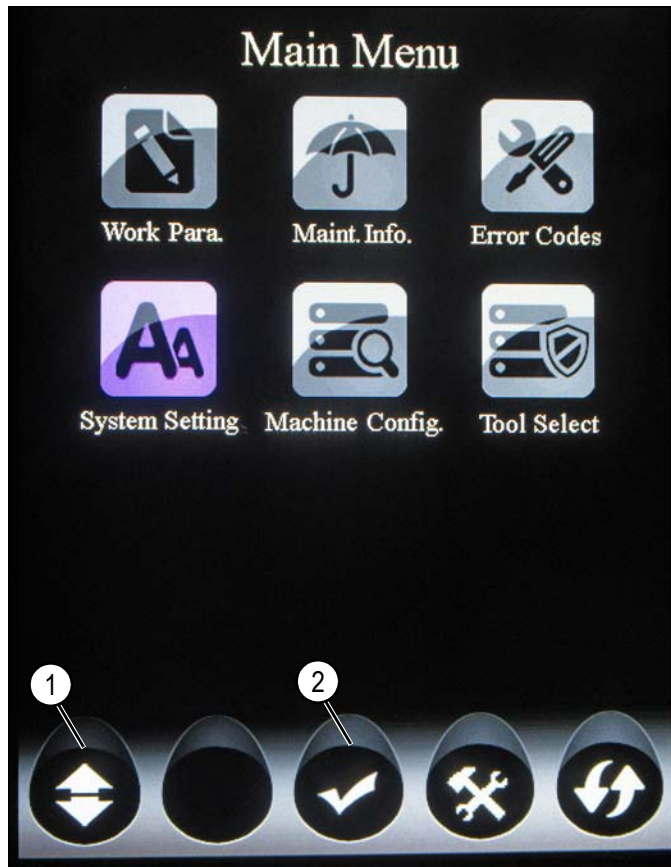 Main Menu
Work Para.
Maint. Info.
Error Codes
System Setting
Machine Config.
Tool Select
1
2